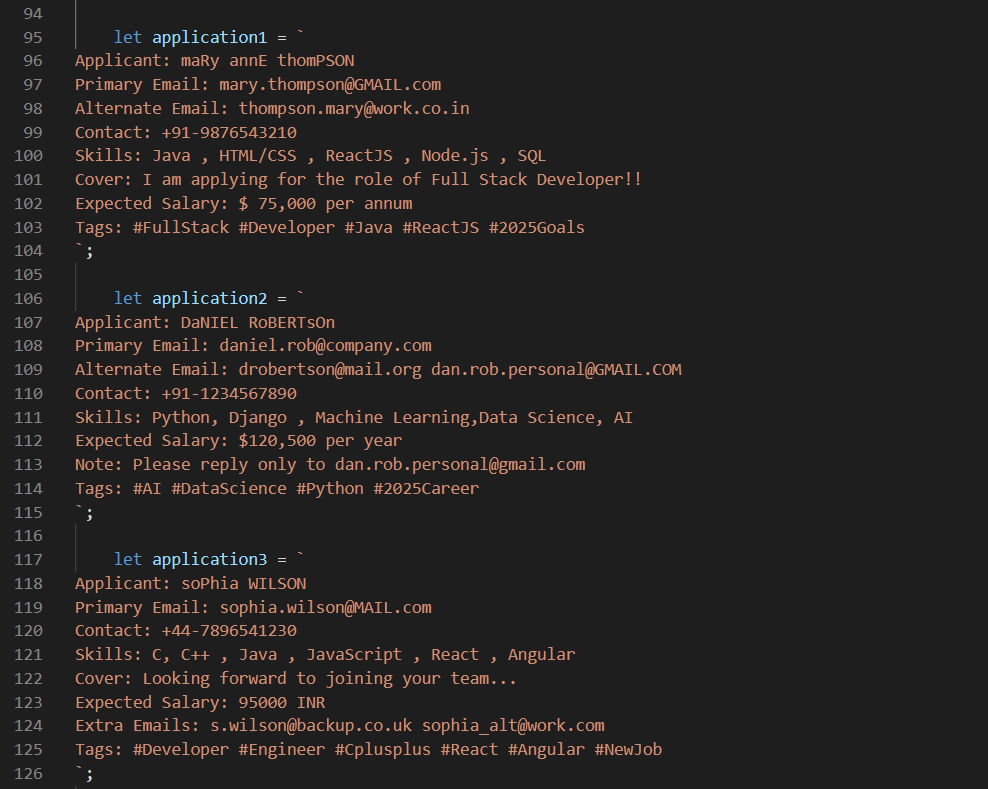 94
95 let application1 = `
96 Applicant: maRy annE thomPSON
97 Primary Email: mary.thompson@GMAIL.com
98 Alternate Email: thompson.mary@work.co.in
99 Contact: +91-9876543210
100 Skills: Java , HTML/CSS , ReactJS , Node.js , SQL
101 Cover: I am applying for the role of Full Stack Developer!!
102 Expected Salary: $ 75,000 per annum
103 Tags: #FullStack #Developer #Java #ReactJS #2025Goals
104 `;
105
106 let application2 = `
107 Applicant: DaNIEL RoBERTsOn
108 Primary Email: daniel.rob@company.com
109 Alternate Email: drobertson@mail.org dan.rob.personal@GMAIL.COM
110 Contact: +91-1234567890
111 Skills: Python, Django , Machine Learning,Data Science, AI
112 Expected Salary: $120,500 per year
113 Note: Please reply only to dan.rob.personal@gmail.com
114 Tags: #AI #DataScience #Python #2025Career
115 `;
116
117 let application3 = `
118 Applicant: soPhia WILSON
119 Primary Email: sophia.wilson@MAIL.com
120 Contact: +44-7896541230
121 Skills: C, C++ , Java , JavaScript , React , Angular
122 Cover: Looking forward to joining your team...
123 Expected Salary: 95000 INR
124 Extra Emails: s.wilson@backup.co.uk sophia_alt@work.com
125 Tags: #Developer #Engineer #Cplusplus #React #Angular #NewJob
126 `;